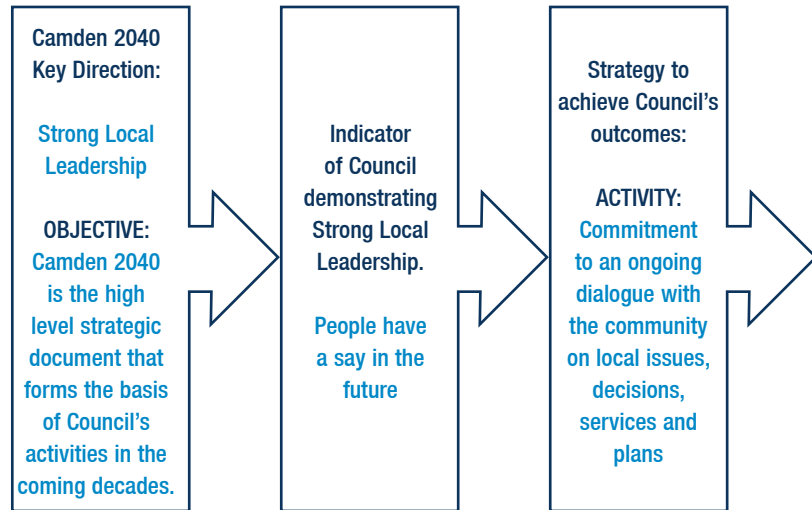 Camden 2040
Key Direction:
Strong Local
Leadership
OBJECTIVE:
Camden 2040
is the high
level strategic
document that
forms the basis
of Council's
activities in the
coming decades.
Indicator
of Council
demonstrating
Strong Local
Leadership.
People have
a say in the
future
Strategy to
achieve Council's
outcomes:
ACTIVITY:
Commitment
to an ongoing
dialogue with
the community
on local issues,
decisions,
services and
plans